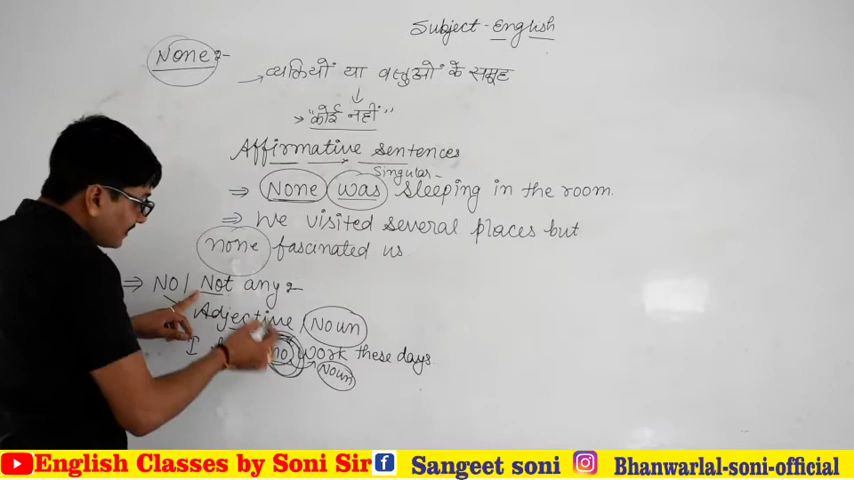 Subject - English
None :-
→ व्यक्तियों या वस्तुओं के समूह
↓
→ "कोई नहीं"
Affirmative sentences
Singular
⇒ None was sleeping in the room.
⇒ We visited several places but
none fascinated us
⇒ NO / Not any :-
Adjective, Noun
I no work these days.
Noun
English Classes by Soni Sir Sangeet soni Bhanwarlal-soni-official